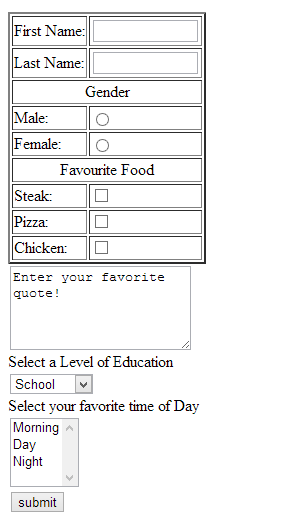 First Name:
Last Name:
Gender
Male:
Female:
Favourite Food
Steak:
Pizza:
Chicken:
Enter your favorite
quote!
Select a Level of Education
School
Select your favorite time of Day
Morning
Day
Night
submit